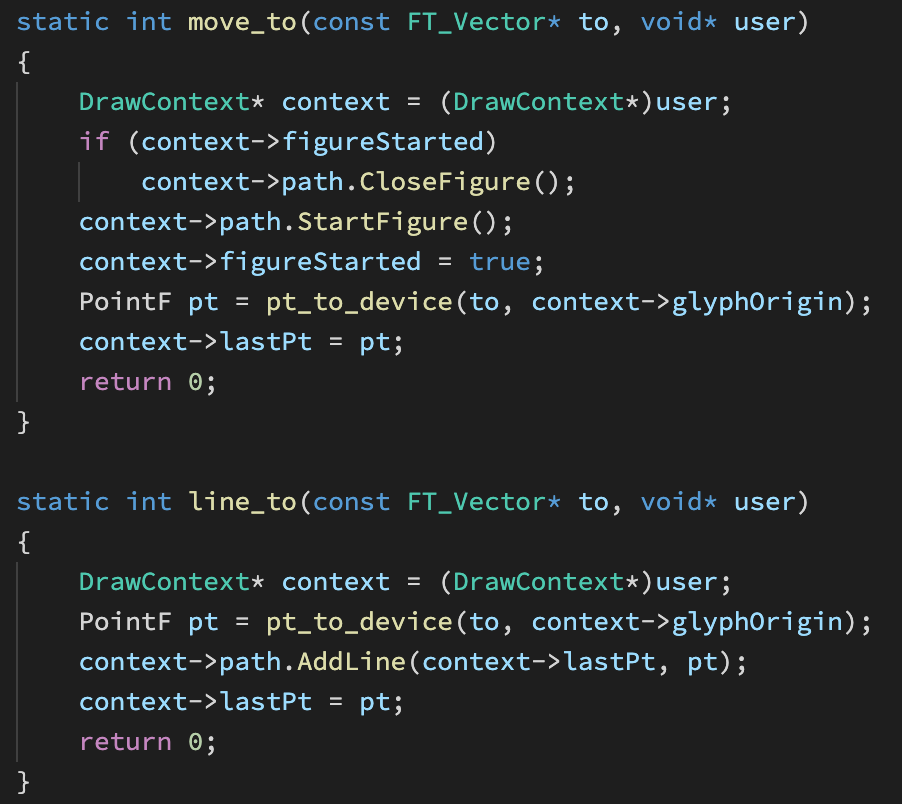 static int move_to(const FT_Vector* to, void* user)
{
    DrawContext* context = (DrawContext*)user;
    if (context->figureStarted)
        context->path.CloseFigure();
    context->path.StartFigure();
    context->figureStarted = true;
    PointF pt = pt_to_device(to, context->glyphOrigin);
    context->lastPt = pt;
    return 0;
}

static int line_to(const FT_Vector* to, void* user)
{
    DrawContext* context = (DrawContext*)user;
    PointF pt = pt_to_device(to, context->glyphOrigin);
    context->path.AddLine(context->lastPt, pt);
    context->lastPt = pt;
    return 0;
}